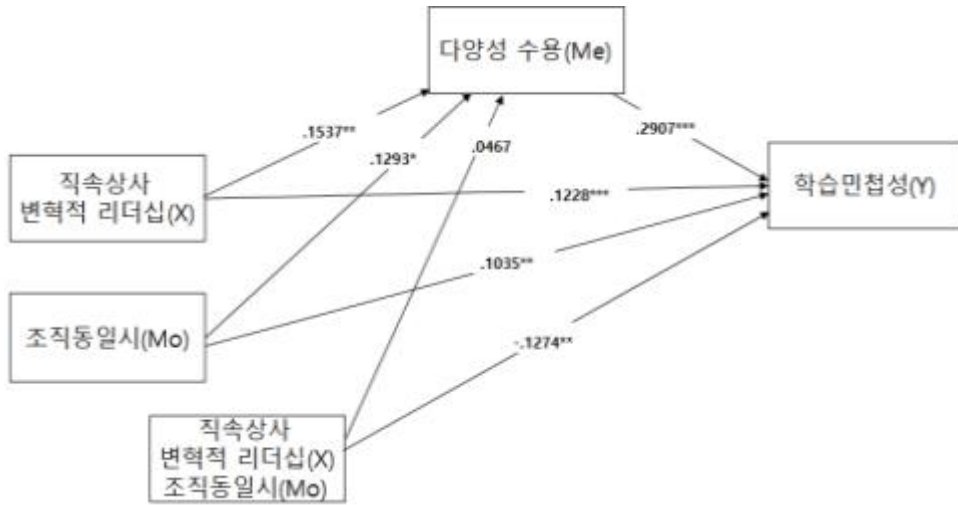 다양성 수용(Me)
.1537**
.1293*
.0467
.2907***
직속상사
변혁적 리더십(X)
.1228***
학습민첩성(Y)
.1035**
조직동일시(Mo)
-.1274**
직속상사
변혁적 리더십(X)
조직동일시(Mo)